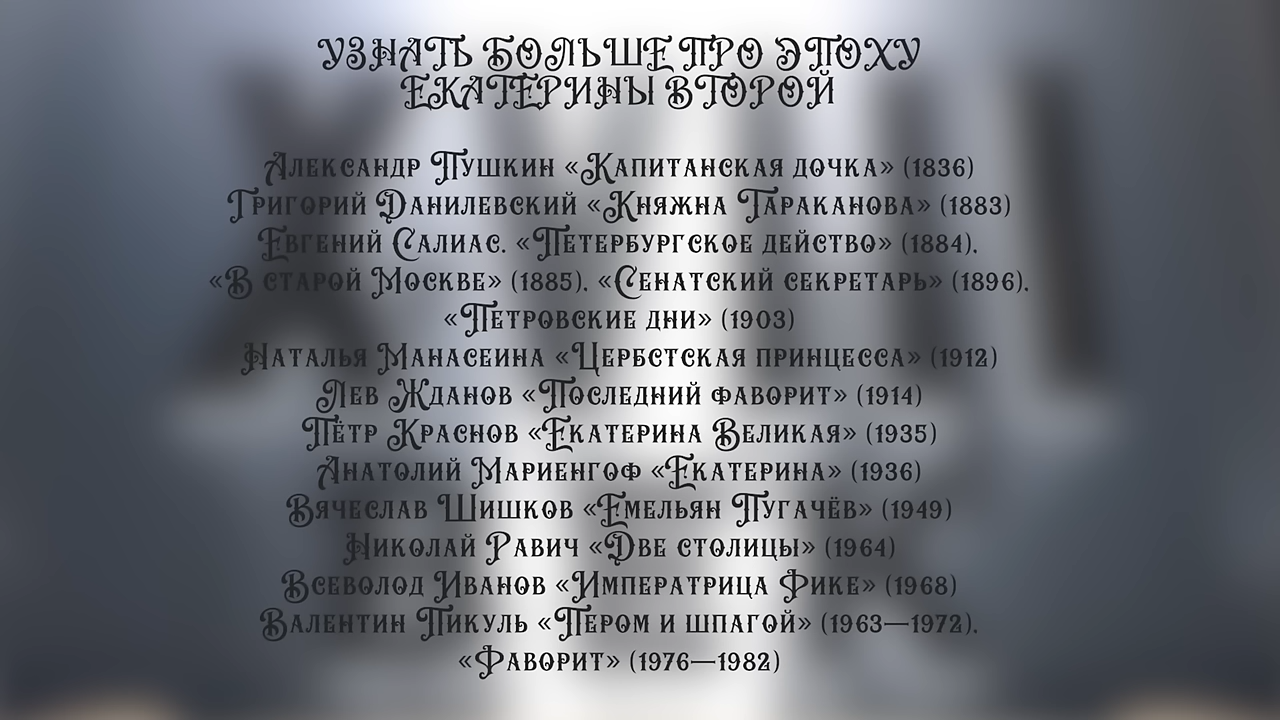 УЗНАТЬ БОЛЬШЕ ПРО ЭПОХУ
ЕКАТЕРИНЫ ВТОРОЙ
Александр Пушкин «Капитанская дочка» (1836)
Григорий Данилевский «Княжна Тараканова» (1883)
Евгений Салиас. «Петербургское действо» (1884),
«В старой Москве» (1885), «Сенатский секретарь» (1896),
«Петровские дни» (1903)
Наталья Манасеина «Цербстская принцесса» (1912)
Лев Жданов «Последний фаворит» (1914)
Пётр Краснов «Екатерина Великая» (1935)
Анатолий Мариенгоф «Екатерина» (1936)
Вячеслав Шишков «Емельян Пугачёв» (1949)
Николай Равич «Две столицы» (1964)
Всеволод Иванов «Императрица Фике» (1968)
Валентин Пикуль «Пером и шпагой» (1963—1972),
«Фаворит» (1976—1982)